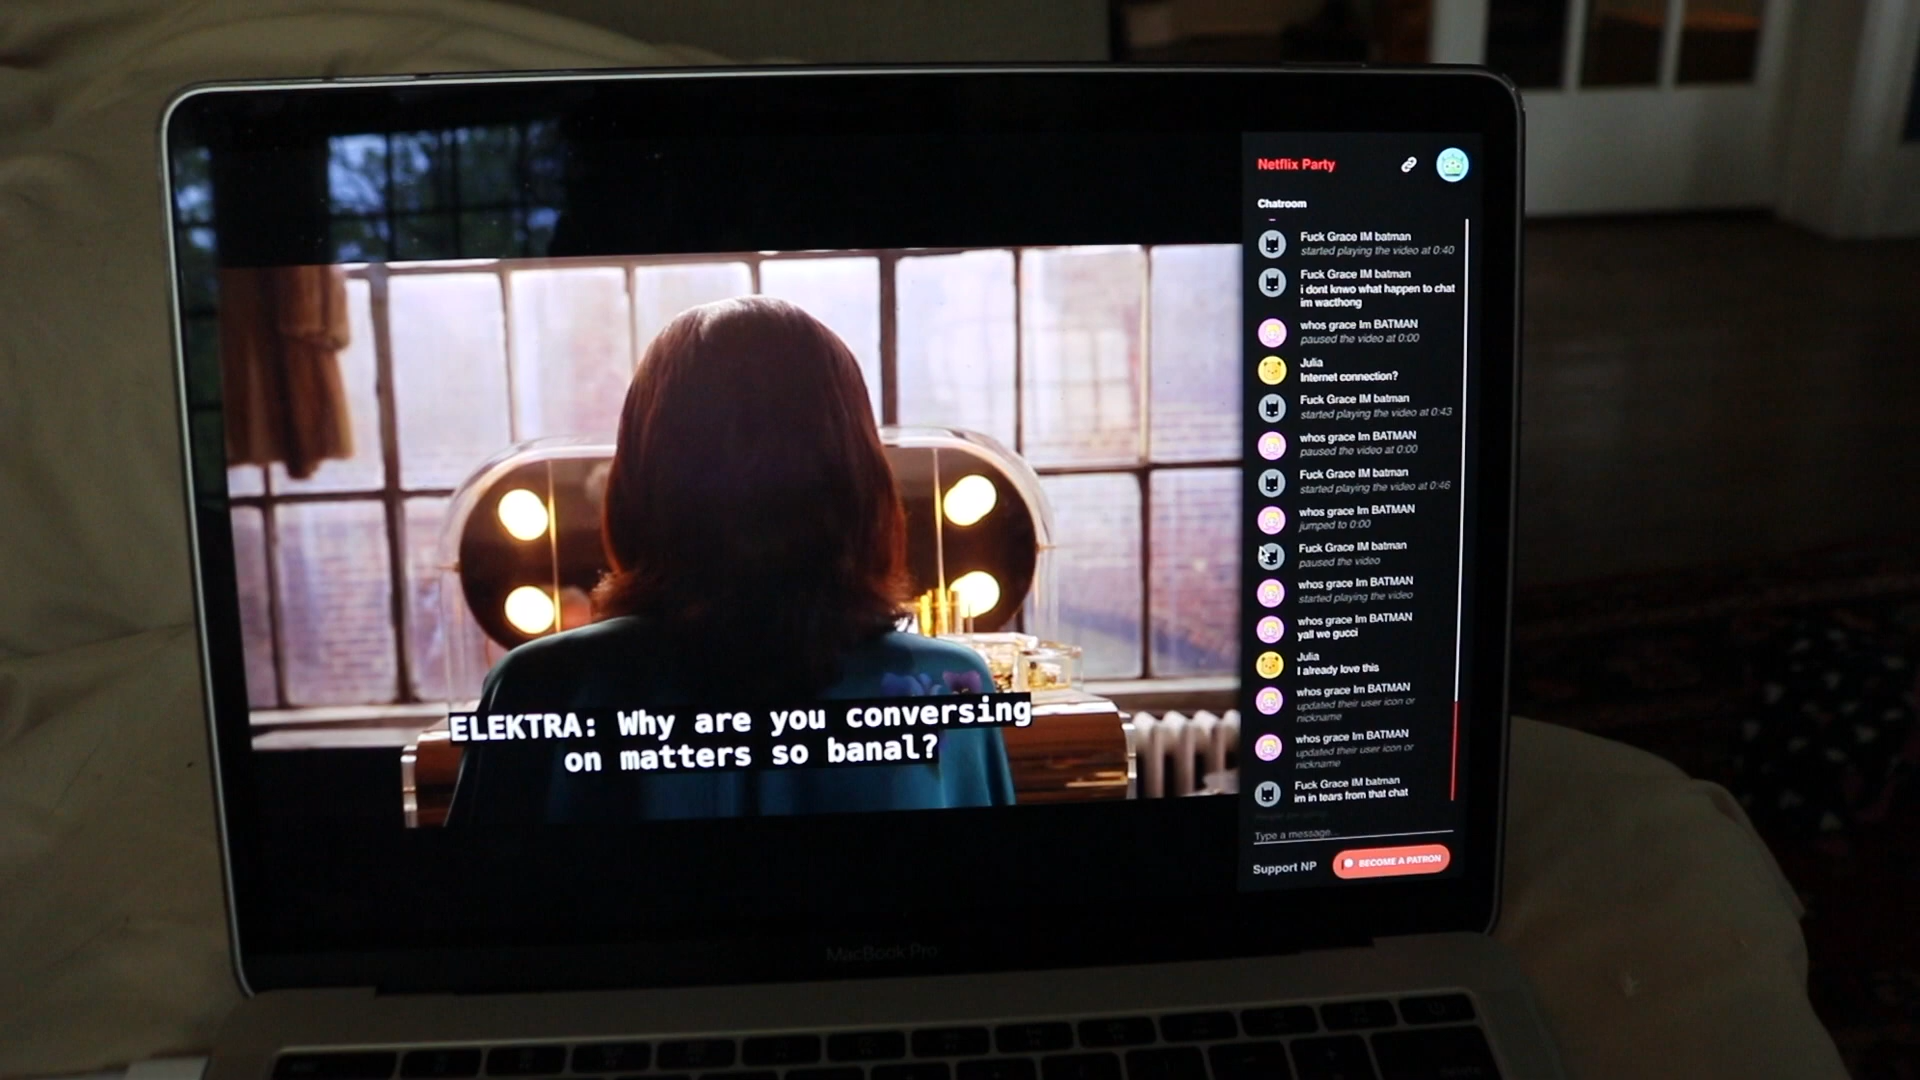 Netflix Party
Chatroom
Fuck Grace IM batman
started playing the video at 0:40
Fuck Grace IM batman
i dont knwo what happen to chat
im wacthong
whos grace Im BATMAN
paused the video at 0:00
Julia
Internet connection?
Fuck Grace IM batman
started playing the video at 0:43
whos grace Im BATMAN
paused the video at 0:00
Fuck Grace IM batman
started playing the video at 0:46
whos grace Im BATMAN
jumped to 0:00
Fuck Grace IM batman
paused the video
whos grace Im BATMAN
started playing the video
whos grace Im BATMAN
yall we gucci
Julia
I already love this
whos grace Im BATMAN
updated their user icon or
nickname
whos grace Im BATMAN
updated their user icon or
nickname
Fuck Grace IM batman
im in tears from that chat
Type a message...
Support NP
BECOME A PATRON
ELEKTRA: Why are you conversing
on matters so banal?
MacBook Pro